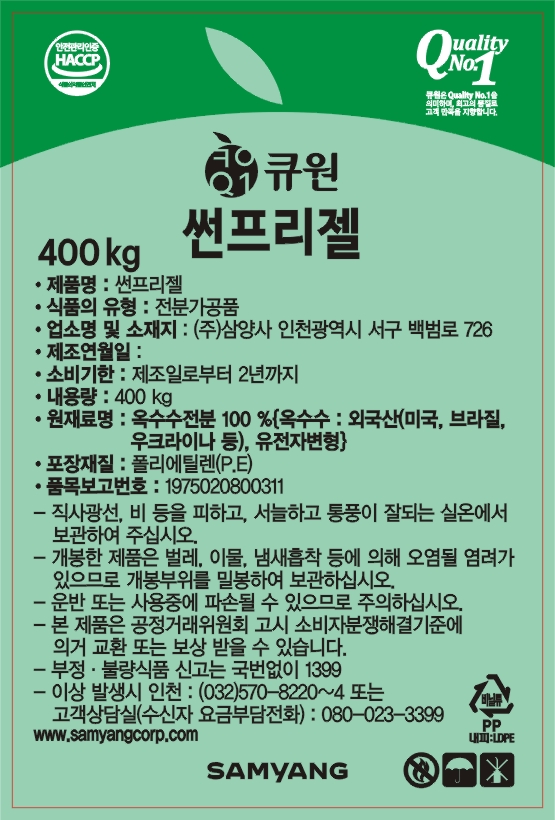 안전관리인증
HACCP
식품의약품안전처
Quality
No.1
큐원은 Quality No.1을
의미하며, 최고의 품질로
고객 만족을 지향합니다.
큐원
Q1
큐원
썬프리젤
400 kg
• 제품명 : 썬프리젤
• 식품의 유형 : 전분가공품
• 업소명 및 소재지 : (주)삼양사 인천광역시 서구 백범로 726
• 제조연월일 :
• 소비기한 : 제조일로부터 2년까지
• 내용량 : 400 kg
• 원재료명 : 옥수수전분 100 %{옥수수 : 외국산(미국, 브라질,
우크라이나 등), 유전자변형}
• 포장재질 : 폴리에틸렌(P.E)
• 품목보고번호 : 1975020800311
– 직사광선, 비 등을 피하고, 서늘하고 통풍이 잘되는 실온에서
보관하여 주십시오.
– 개봉한 제품은 벌레, 이물, 냄새흡착 등에 의해 오염될 염려가
있으므로 개봉부위를 밀봉하여 보관하십시오.
– 운반 또는 사용중에 파손될 수 있으므로 주의하십시오.
– 본 제품은 공정거래위원회 고시 소비자분쟁해결기준에
의거 교환 또는 보상 받을 수 있습니다.
– 부정 · 불량식품 신고는 국번없이 1399
– 이상 발생시 인천 : (032)570-8220~4 또는
고객상담실(수신자 요금부담전화) : 080-023-3399
www.samyangcorp.com
비닐류
PP
내피:LDPE
SAMYANG